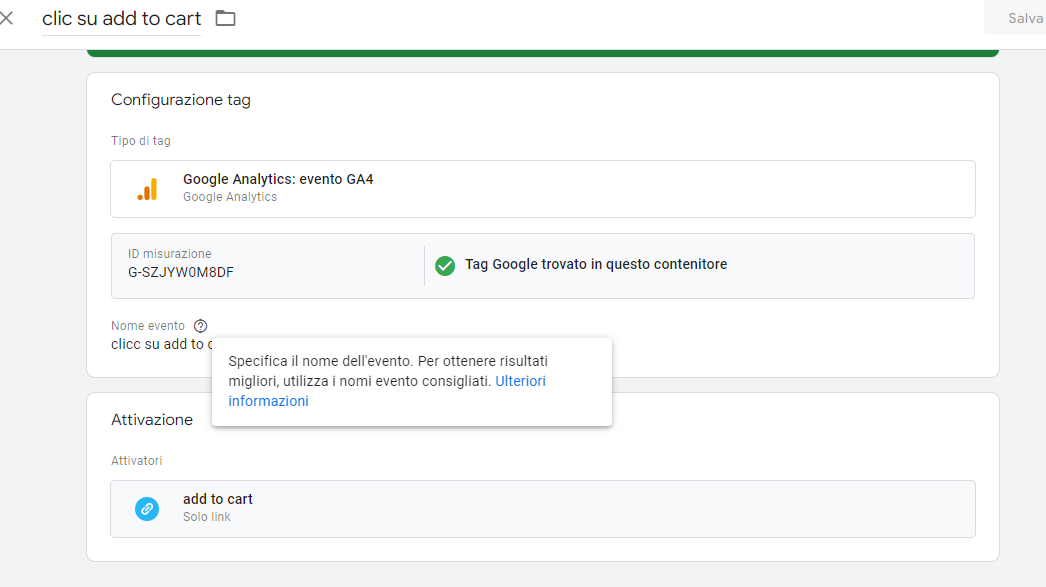 clic su add to cart
Salva
Configurazione tag
Tipo di tag
Google Analytics: evento GA4
Google Analytics
ID misurazione
G-SZJYW0M8DF
Tag Google trovato in questo contenitore
Nome evento
clicc su add to
Specifica il nome dell'evento. Per ottenere risultati
migliori, utilizza i nomi evento consigliati. Ulteriori
informazioni
Attivazione
Attivatori
add to cart
Solo link